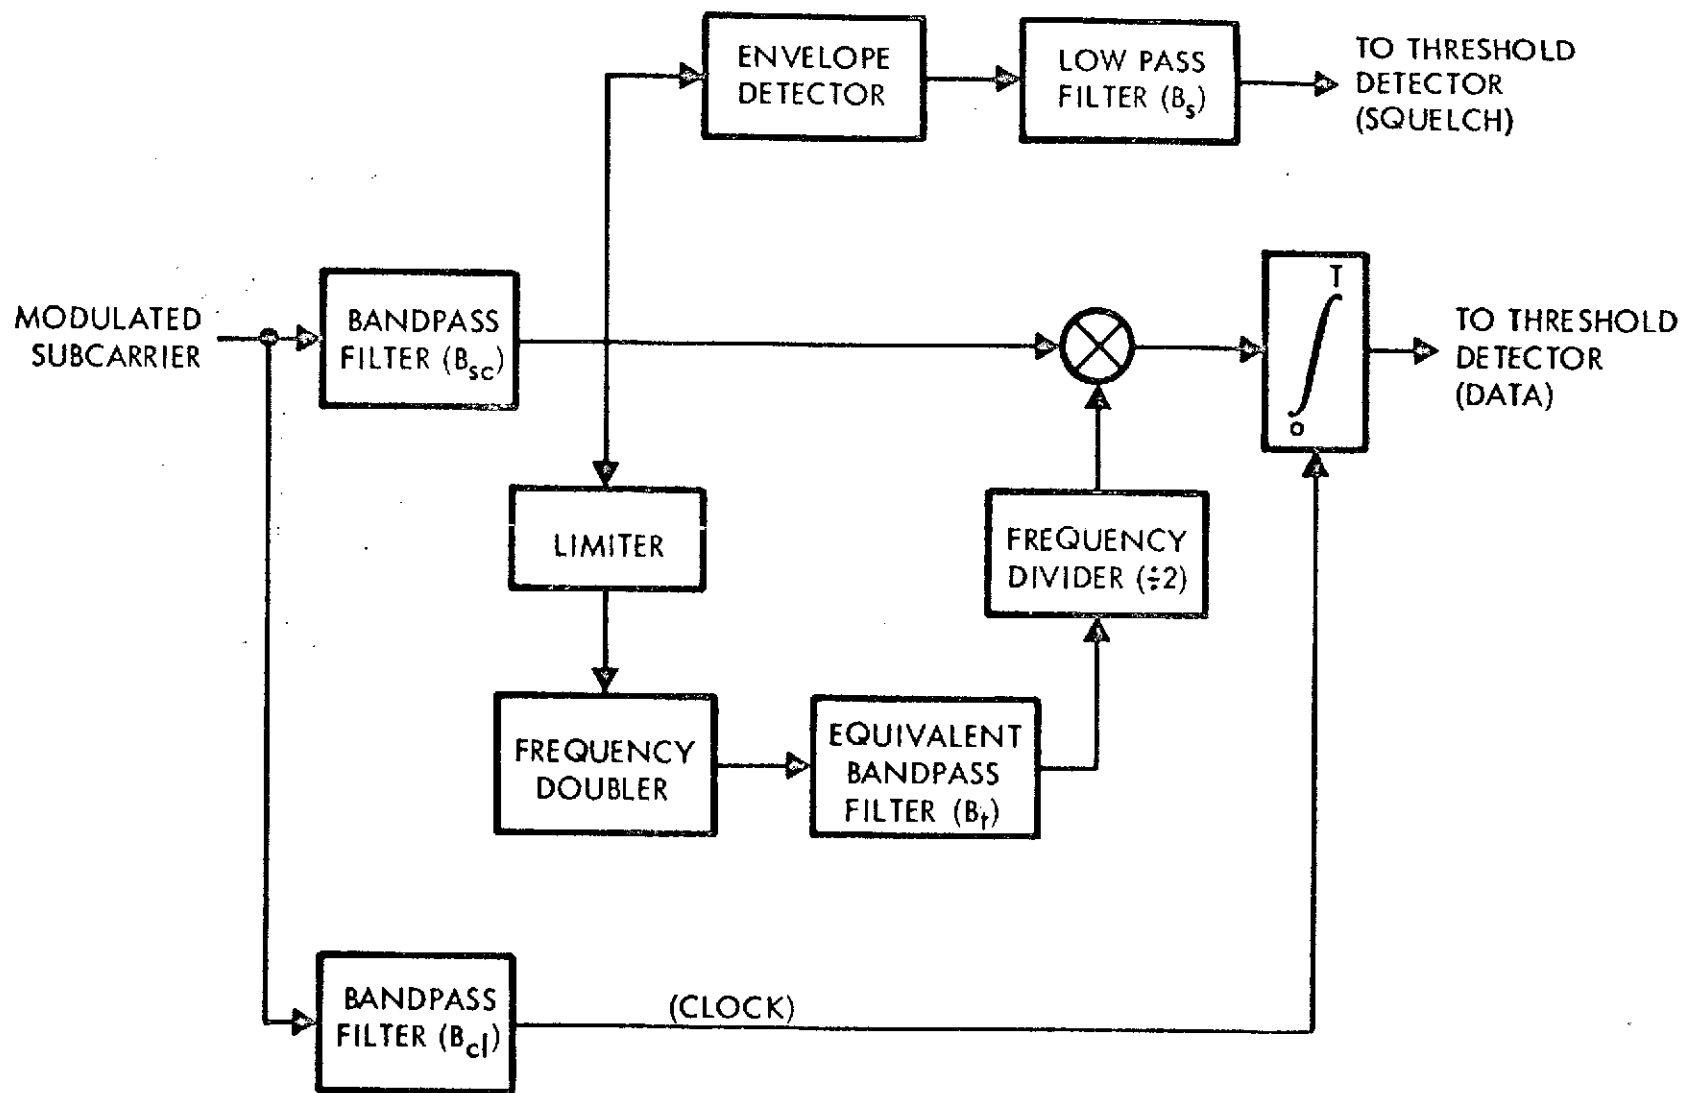 ENVELOPE
DETECTOR
LOW PASS
FILTER (Bs)
TO THRESHOLD
DETECTOR
(SQUELCH)
MODULATED
SUBCARRIER
BANDPASS
FILTER (Bsc)
T
o
TO THRESHOLD
DETECTOR
(DATA)
LIMITER
FREQUENCY
DIVIDER (÷2)
FREQUENCY
DOUBLER
EQUIVALENT
BANDPASS
FILTER (Bt)
BANDPASS
FILTER (Bcl)
(CLOCK)